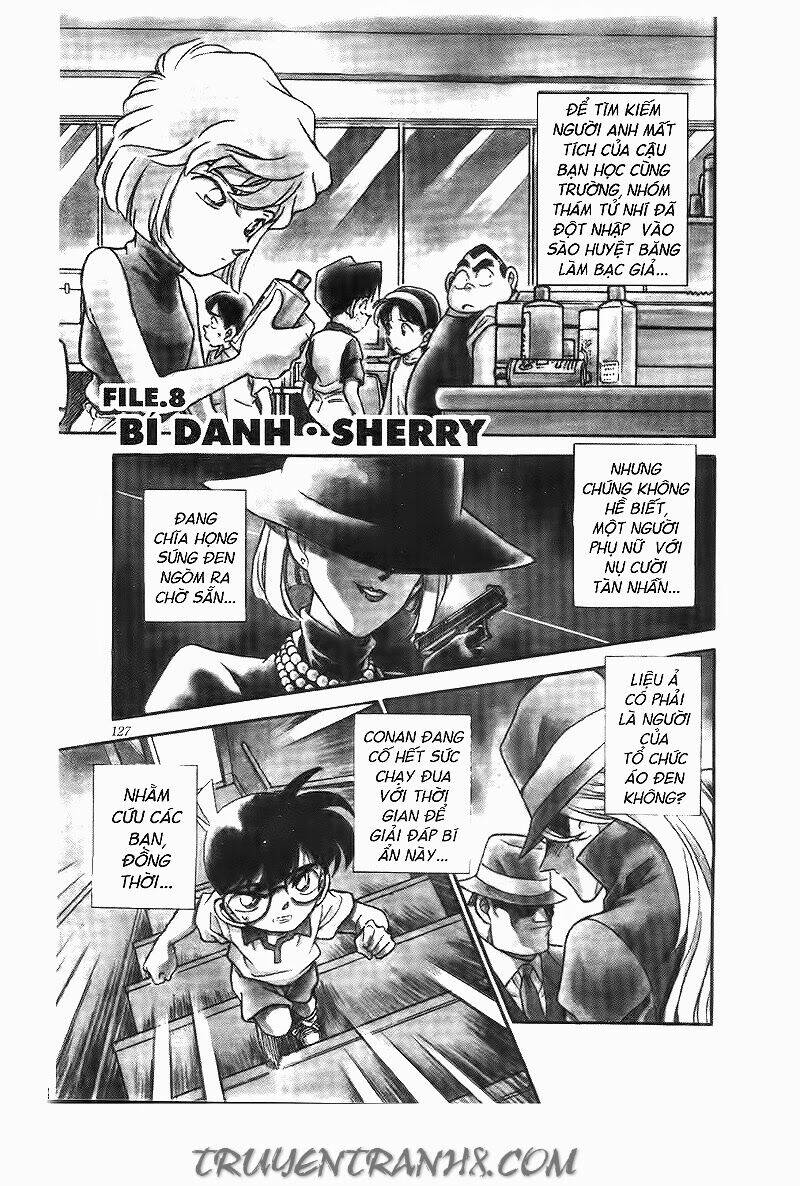 ĐỂ TÌM KIẾM
NGƯỜI ANH MẤT
TÍCH CỦA CẬU
BẠN HỌC CÙNG
TRƯỜNG, NHÓM
THÁM TỬ NHÍ ĐÃ
ĐỘT NHẬP VÀO
SÀO HUYỆT BĂNG
LÀM BẠC GIẢ...
FILE.8
BÍ DANH • SHERRY
NHƯNG
CHÚNG KHÔNG
HỀ BIẾT,
MỘT NGƯỜI
PHỤ NỮ VỚI
NỤ CƯỜI
TÀN NHẪN...
ĐANG
CHĨA HỌNG
SÚNG ĐEN
NGÒM RA
CHỜ SẴN...
LIỆU Ả
CÓ PHẢI
LÀ NGƯỜI
CỦA
TỔ CHỨC
ÁO ĐEN
KHÔNG?
127
CONAN ĐANG
CỐ HẾT SỨC
CHẠY ĐUA
VỚI THỜI
GIAN ĐỂ
GIẢI ĐÁP BÍ
ẨN NÀY...
NHẰM
CỨU CÁC
BẠN,
ĐỒNG
THỜI...
TRUYENTRANH8.COM